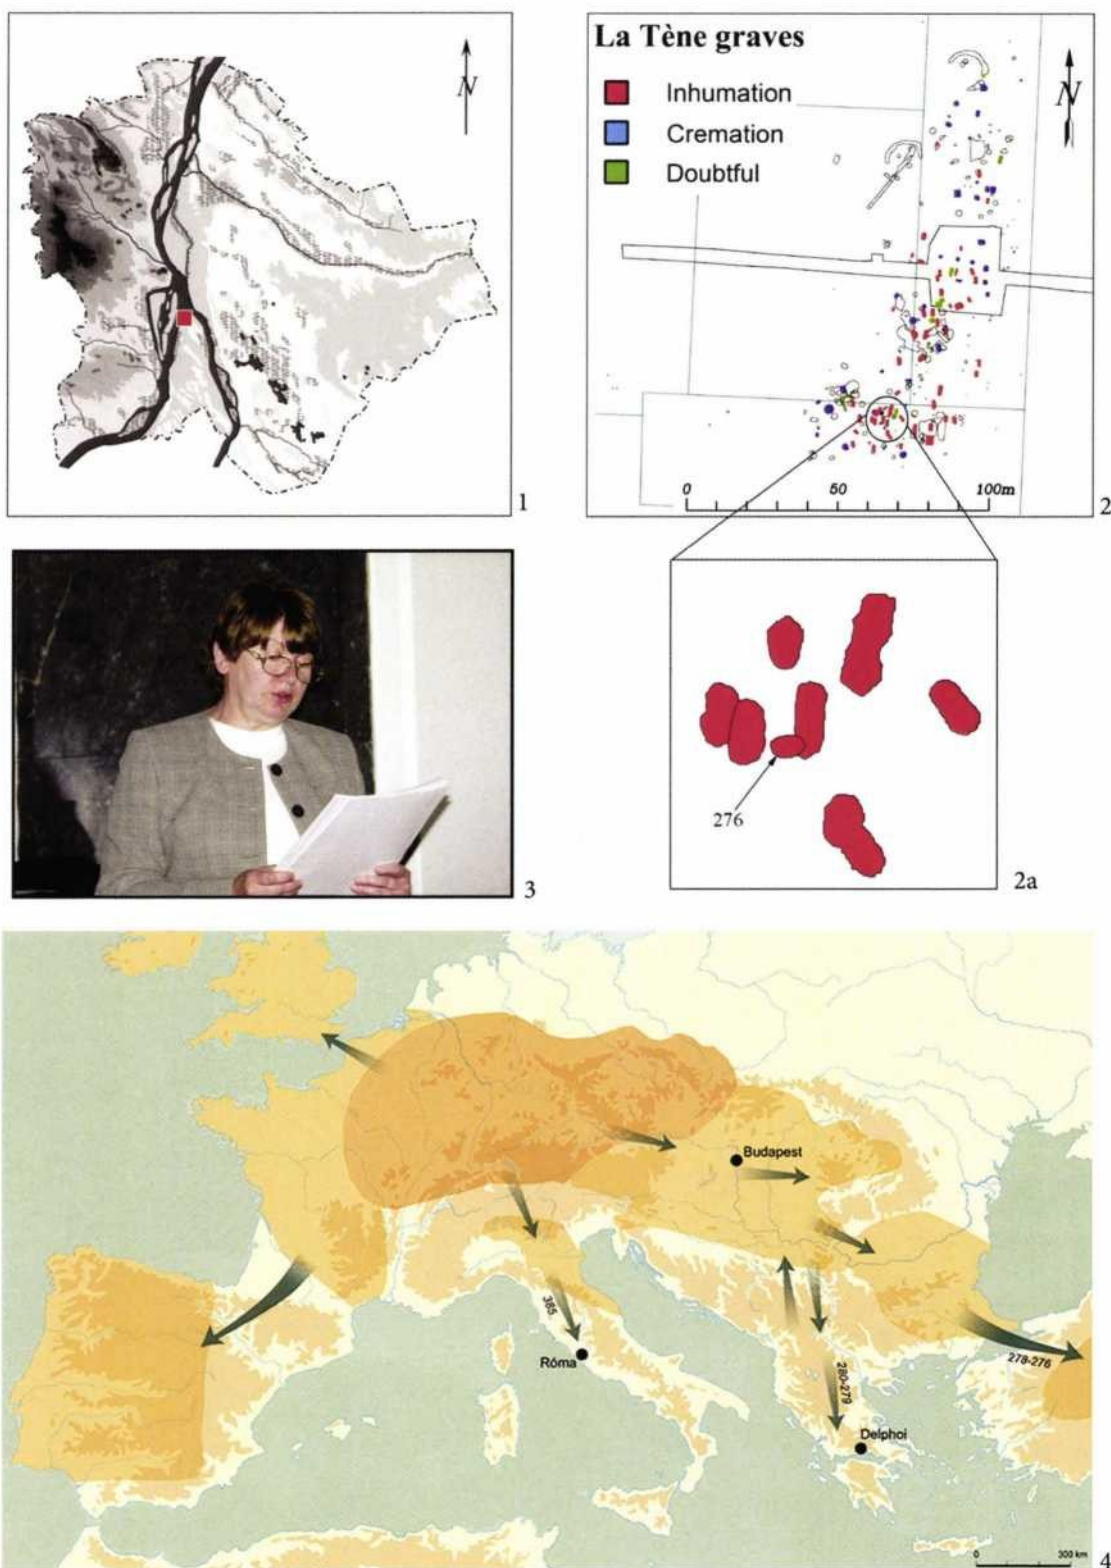 N
1
La Tène graves
Inhumation
Cremation
Doubtful
N
0 50 100m
2
276
2a
3
Budapest
385
Róma
280-279
278-276
Delphoi
0 300 km
4